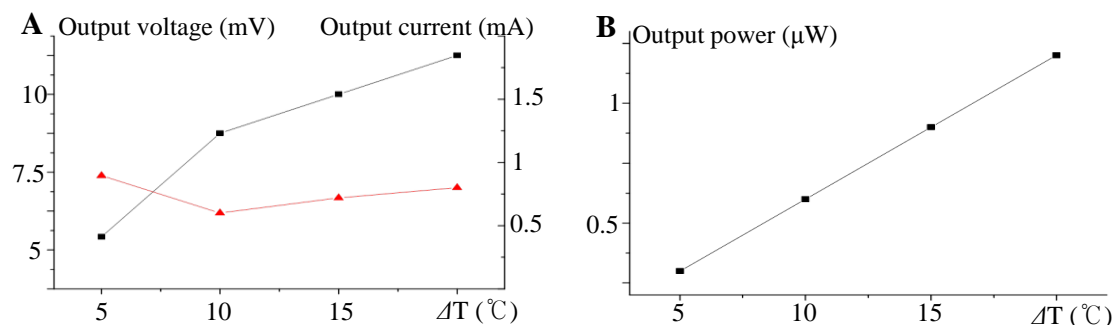 A Output voltage (mV) Output current (mA)
10
7.5
5
1.5
1
0.5
5 10 15 ΔT (℃)
B Output power (μW)
1
0.5
5 10 15 ΔT (℃)